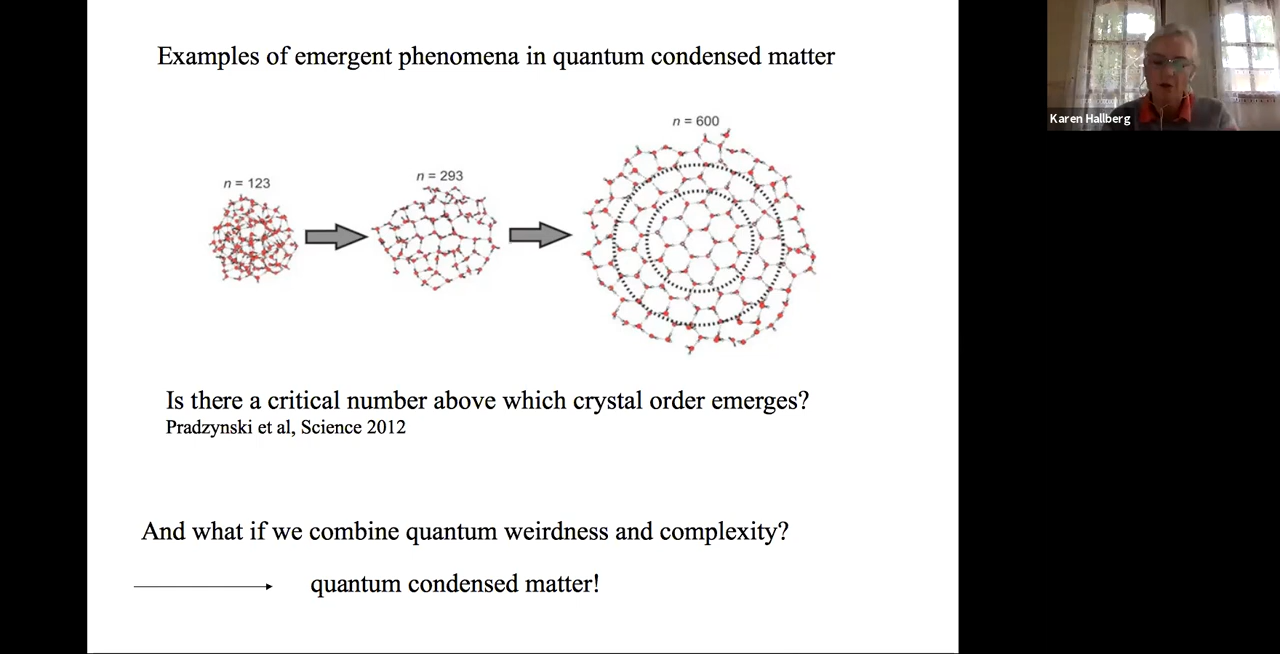 Examples of emergent phenomena in quantum condensed matter
n = 123
n = 293
n = 600
Karen Hallberg
Is there a critical number above which crystal order emerges?
Pradzynski et al, Science 2012
And what if we combine quantum weirdness and complexity?
quantum condensed matter!